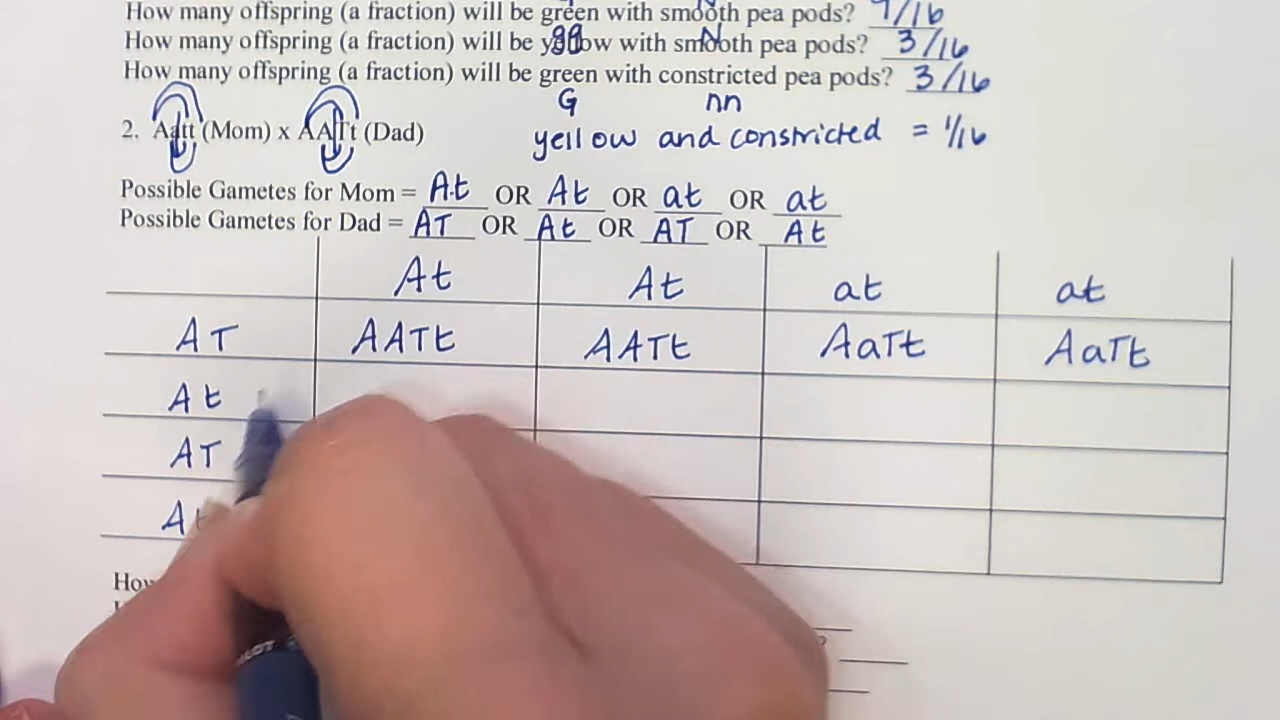 How many offspring (a fraction) will be green with smooth pea pods? 9/16
How many offspring (a fraction) will be yellow with smooth pea pods? 3/16
gg N
How many offspring (a fraction) will be green with constricted pea pods? 3/16
G nn
2. Aatt (Mom) x AATt (Dad) yellow and constricted = 1/16
Possible Gametes for Mom = At OR At OR at OR at
Possible Gametes for Dad = AT OR At OR AT OR At
At At at at
AT AATt AATt AaTt AaTt
At
AT